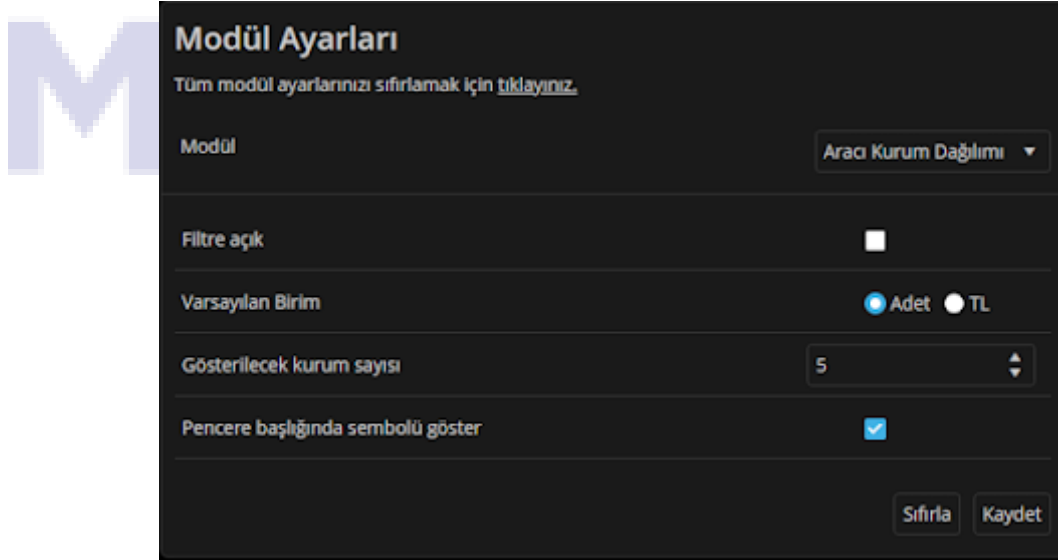 M
Modül Ayarları
Tüm modül ayarlarınızı sıfırlamak için tıklayınız.
Modül
Aracı Kurum Dağılımı
Filtre açık
Varsayılan Birim
Adet TL
Gösterilecek kurum sayısı
5
Pencere başlığında sembolü göster
Sıfırla Kaydet